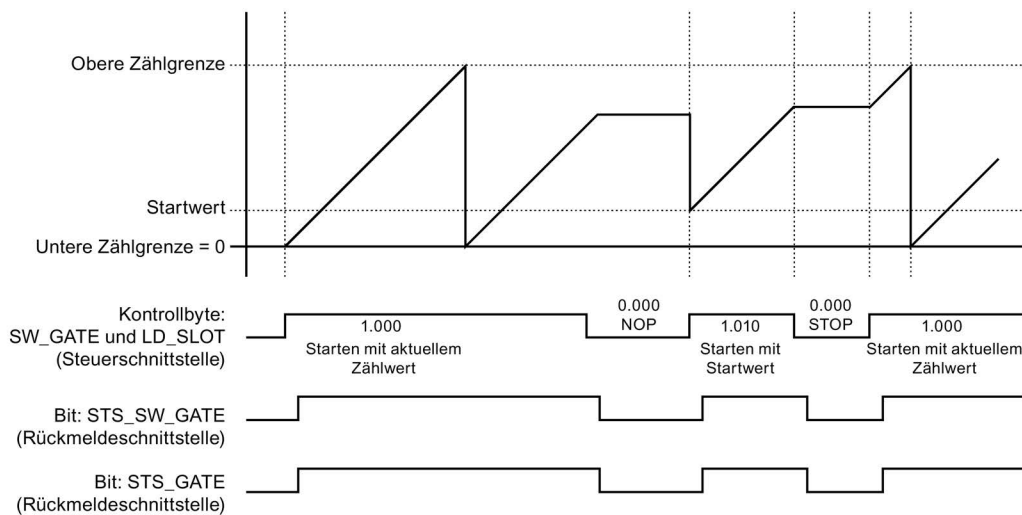 Obere Zählgrenze
Startwert
Untere Zählgrenze = 0
Kontrollbyte:
SW_GATE und LD_SLOT
(Steuerschnittstelle)
1.000
Starten mit aktuellem
Zählwert
0.000
NOP
1.010
Starten mit
Startwert
0.000
STOP
1.000
Starten mit aktuellem
Zählwert
Bit: STS_SW_GATE
(Rückmeldeschnittstelle)
Bit: STS_GATE
(Rückmeldeschnittstelle)